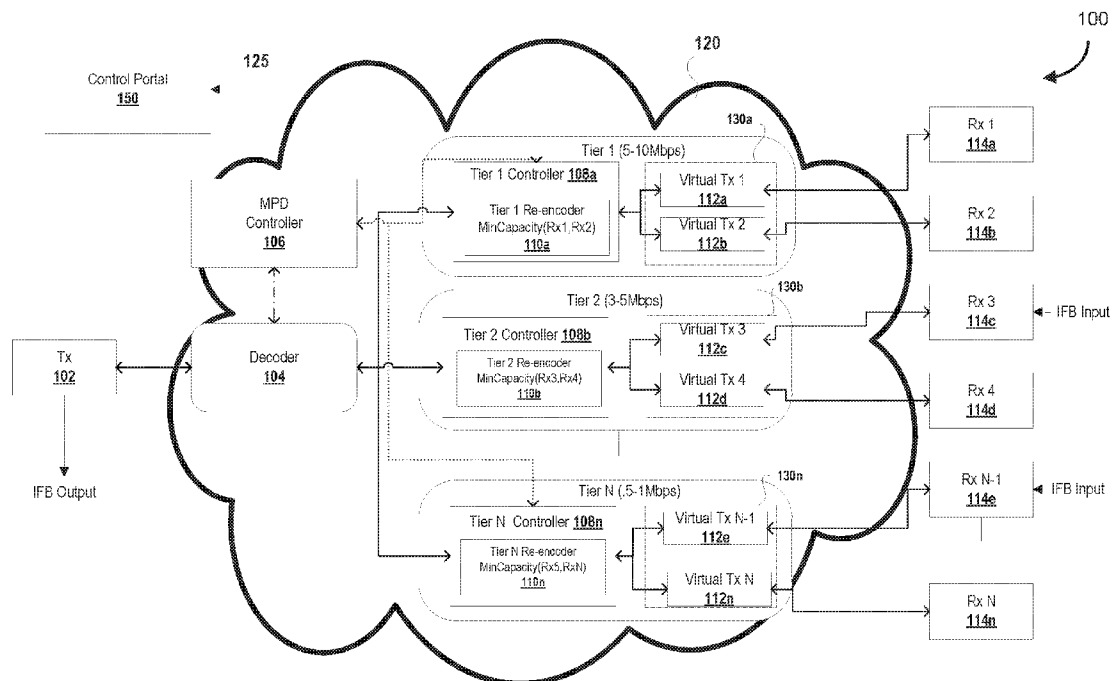 100
120
125
Control Portal
150
130a
Tier 1 (5-10Mbps)
Tier 1 Controller 108a
Tier 1 Re-encoder
MinCapacity(Rx1,Rx2)
110a
Virtual Tx 1
112a
Virtual Tx 2
112b
Rx 1
114a
Rx 2
114b
MPD
Controller
106
130b
Tier 2 (3-5Mbps)
Tier 2 Controller 108b
Tier 2 Re-encoder
MinCapacity(Rx3,Rx4)
110b
Virtual Tx 3
112c
Virtual Tx 4
112d
Rx 3
114c
IFB Input
Rx 4
114d
Tx
102
Decoder
104
IFB Output
130n
Tier N (.5-1Mbps)
Tier N Controller 108n
Tier N Re-encoder
MinCapacity(Rx5,RxN)
110n
Virtual Tx N-1
112e
Virtual Tx N
112n
Rx N-1
114e
IFB Input
Rx N
114n